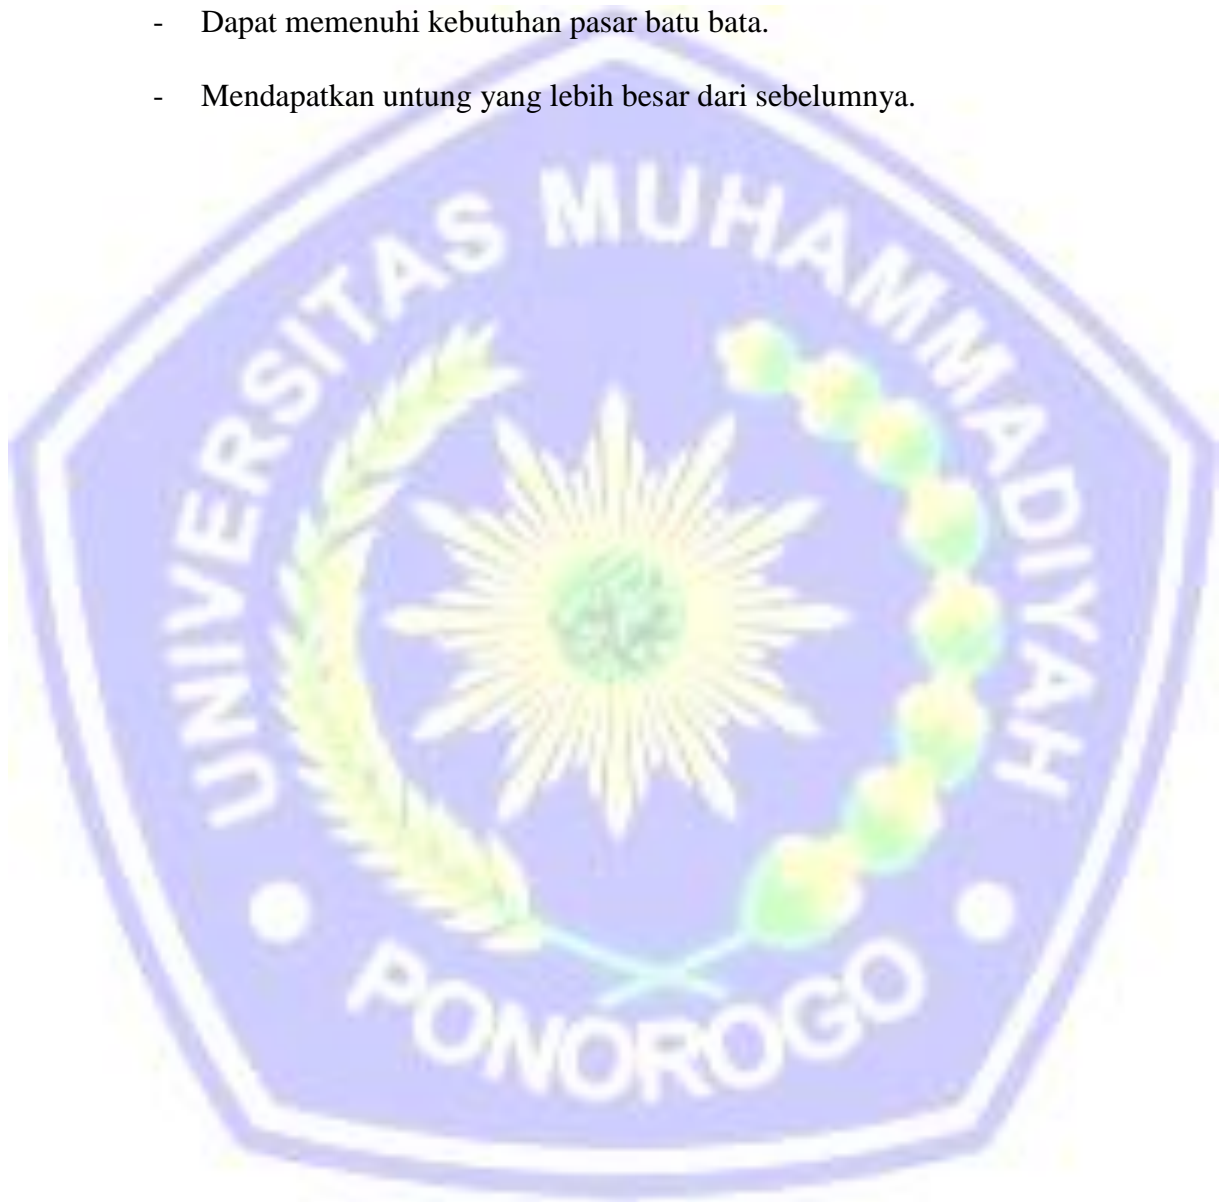 - Dapat memenuhi kebutuhan pasar batu bata.
- Mendapatkan untung yang lebih besar dari sebelumnya.
UNIVERSITAS MUHAMMADIYAH
PONOROGO